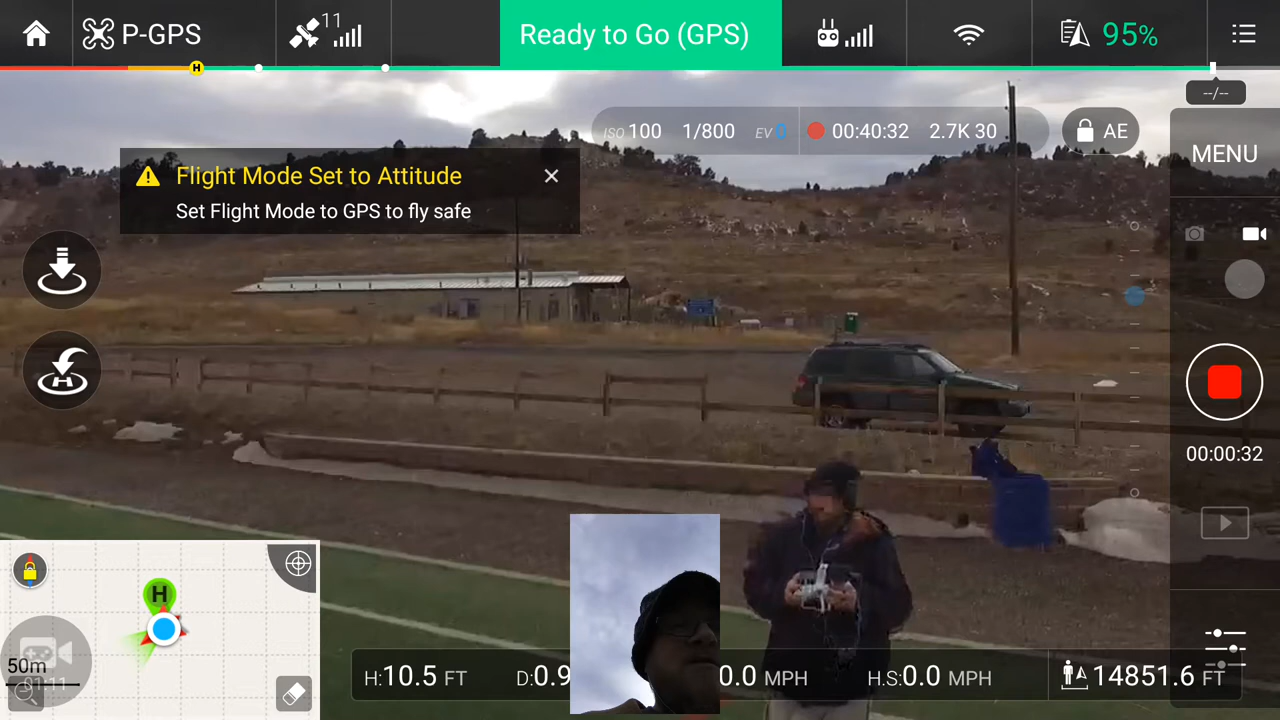 P-GPS
11
Ready to Go (GPS)
95%
H
--/--
ISO 100 1/800 EV 0 00:40:32 2.7K 30
AE
MENU
Flight Mode Set to Attitude
Set Flight Mode to GPS to fly safe
H
00:00:32
H
50m
01:11
H:10.5 FT D:0.9 0.0 MPH H.S:0.0 MPH 14851.6 FT